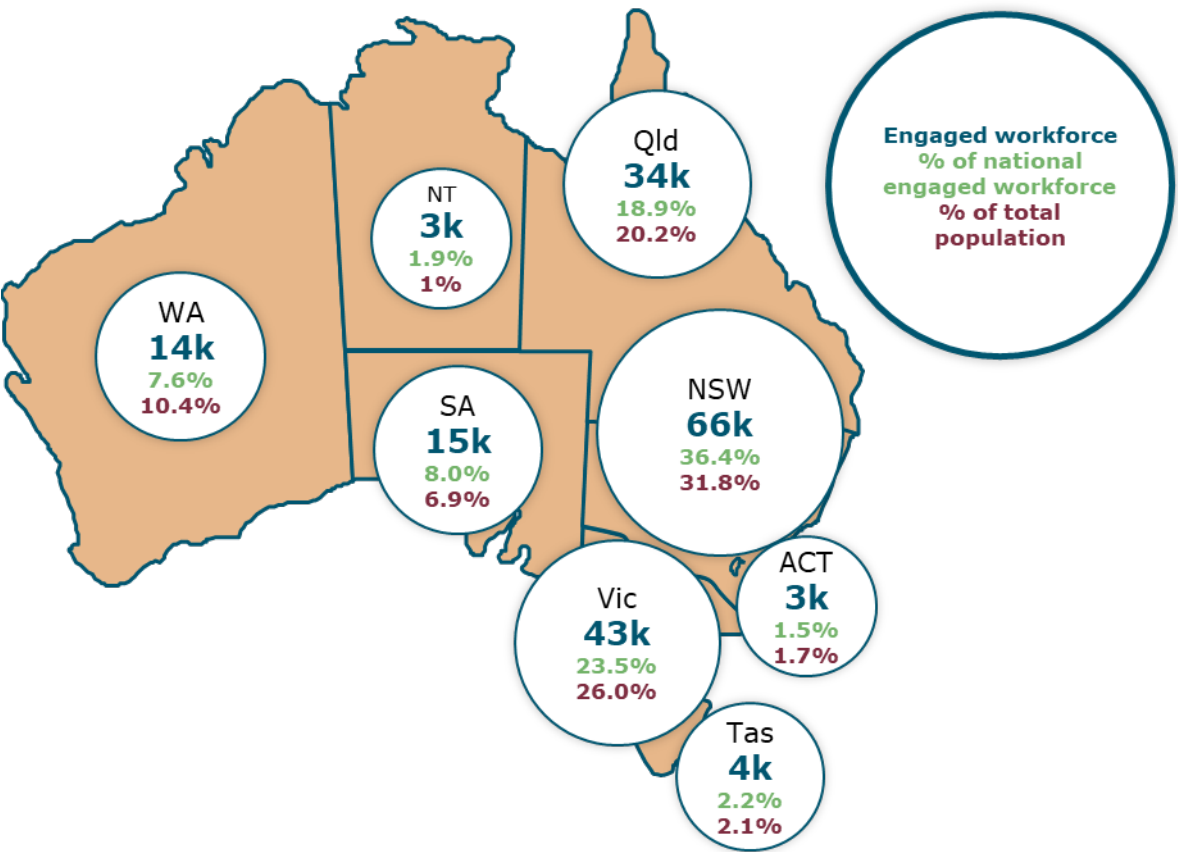 Qld
34k
18.9%
20.2%
Engaged workforce
% of national
engaged workforce
% of total
population
NT
3k
1.9%
1%
WA
14k
7.6%
10.4%
SA
15k
8.0%
6.9%
NSW
66k
36.4%
31.8%
ACT
3k
1.5%
1.7%
Vic
43k
23.5%
26.0%
Tas
4k
2.2%
2.1%